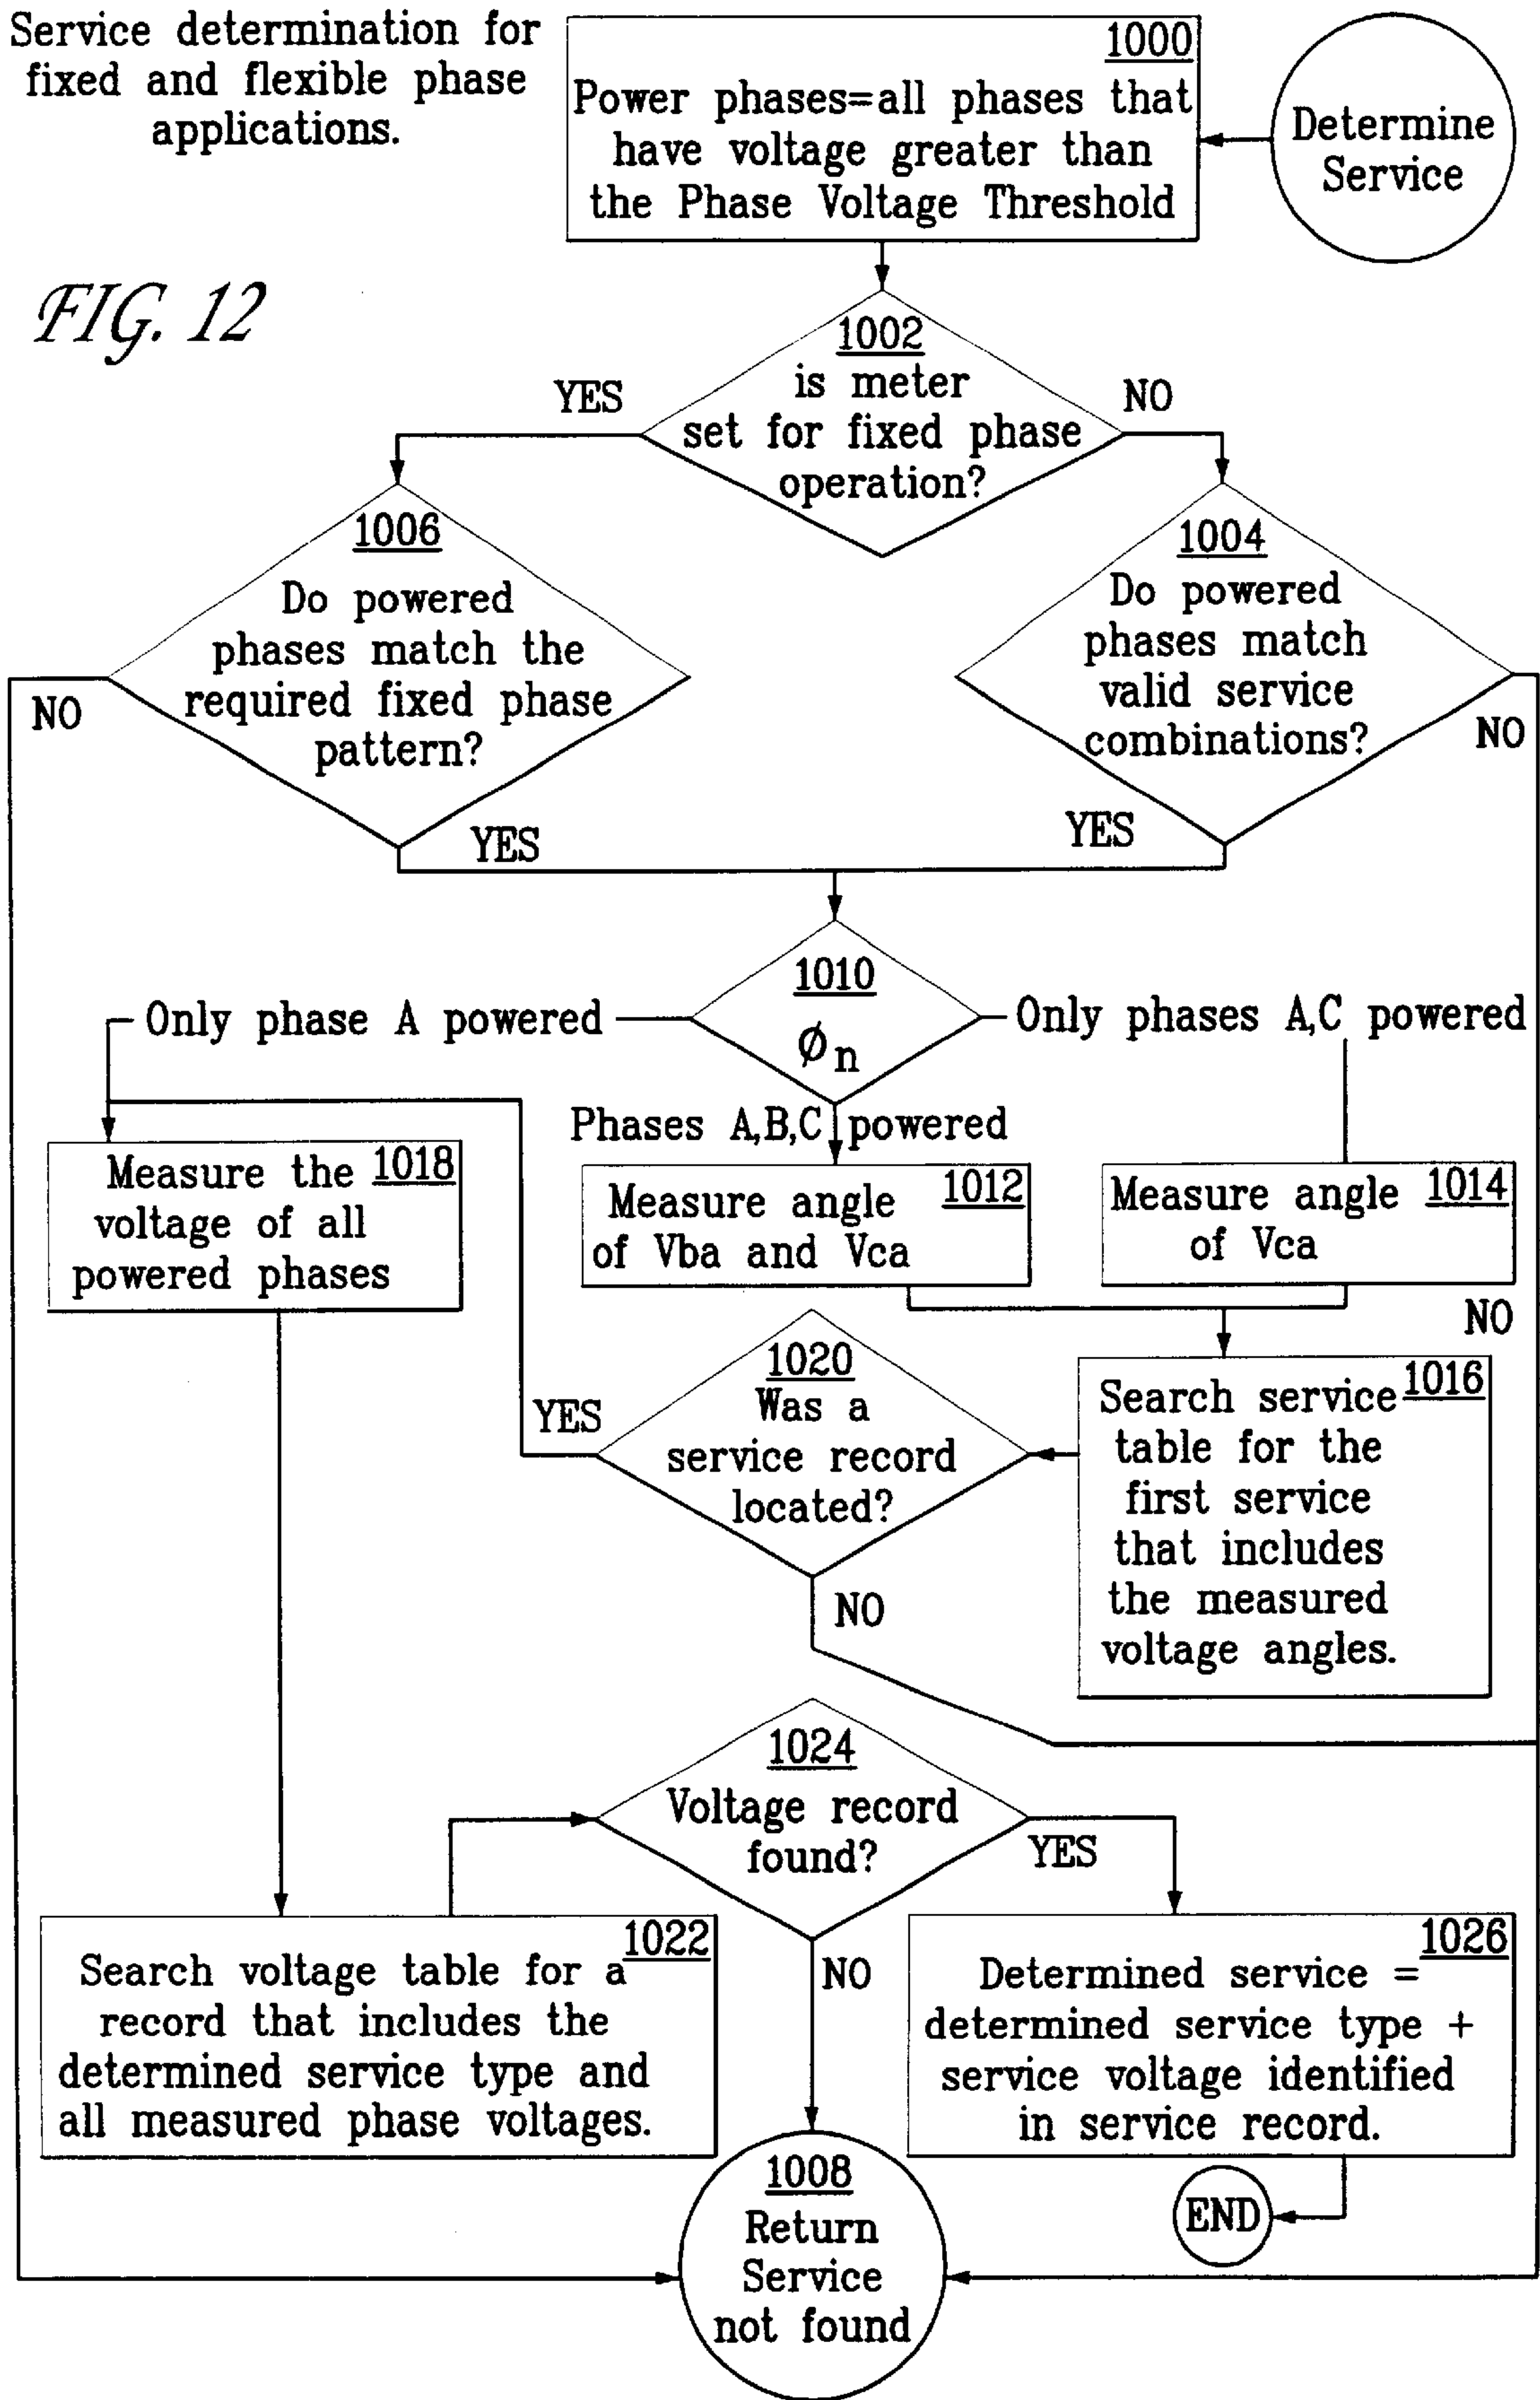 Service determination for
fixed and flexible phase
applications.
1000
Power phases=all phases that
have voltage greater than
the Phase Voltage Threshold
Determine
Service
FIG. 12
1002
is meter
set for fixed phase
operation?
YES
NO
1006
Do powered
phases match the
required fixed phase
pattern?
NO
YES
1004
Do powered
phases match
valid service
combinations?
NO
YES
1010
Øn
Only phase A powered
Only phases A,C powered
Phases A,B,C powered
1018
Measure the
voltage of all
powered phases
1012
Measure angle
of Vba and Vca
1014
Measure angle
of Vca
NO
1020
Was a
service record
located?
YES
NO
1016
Search service
table for the
first service
that includes
the measured
voltage angles.
1024
Voltage record
found?
YES
NO
1022
Search voltage table for a
record that includes the
determined service type and
all measured phase voltages.
1026
Determined service =
determined service type +
service voltage identified
in service record.
END
1008
Return
Service
not found